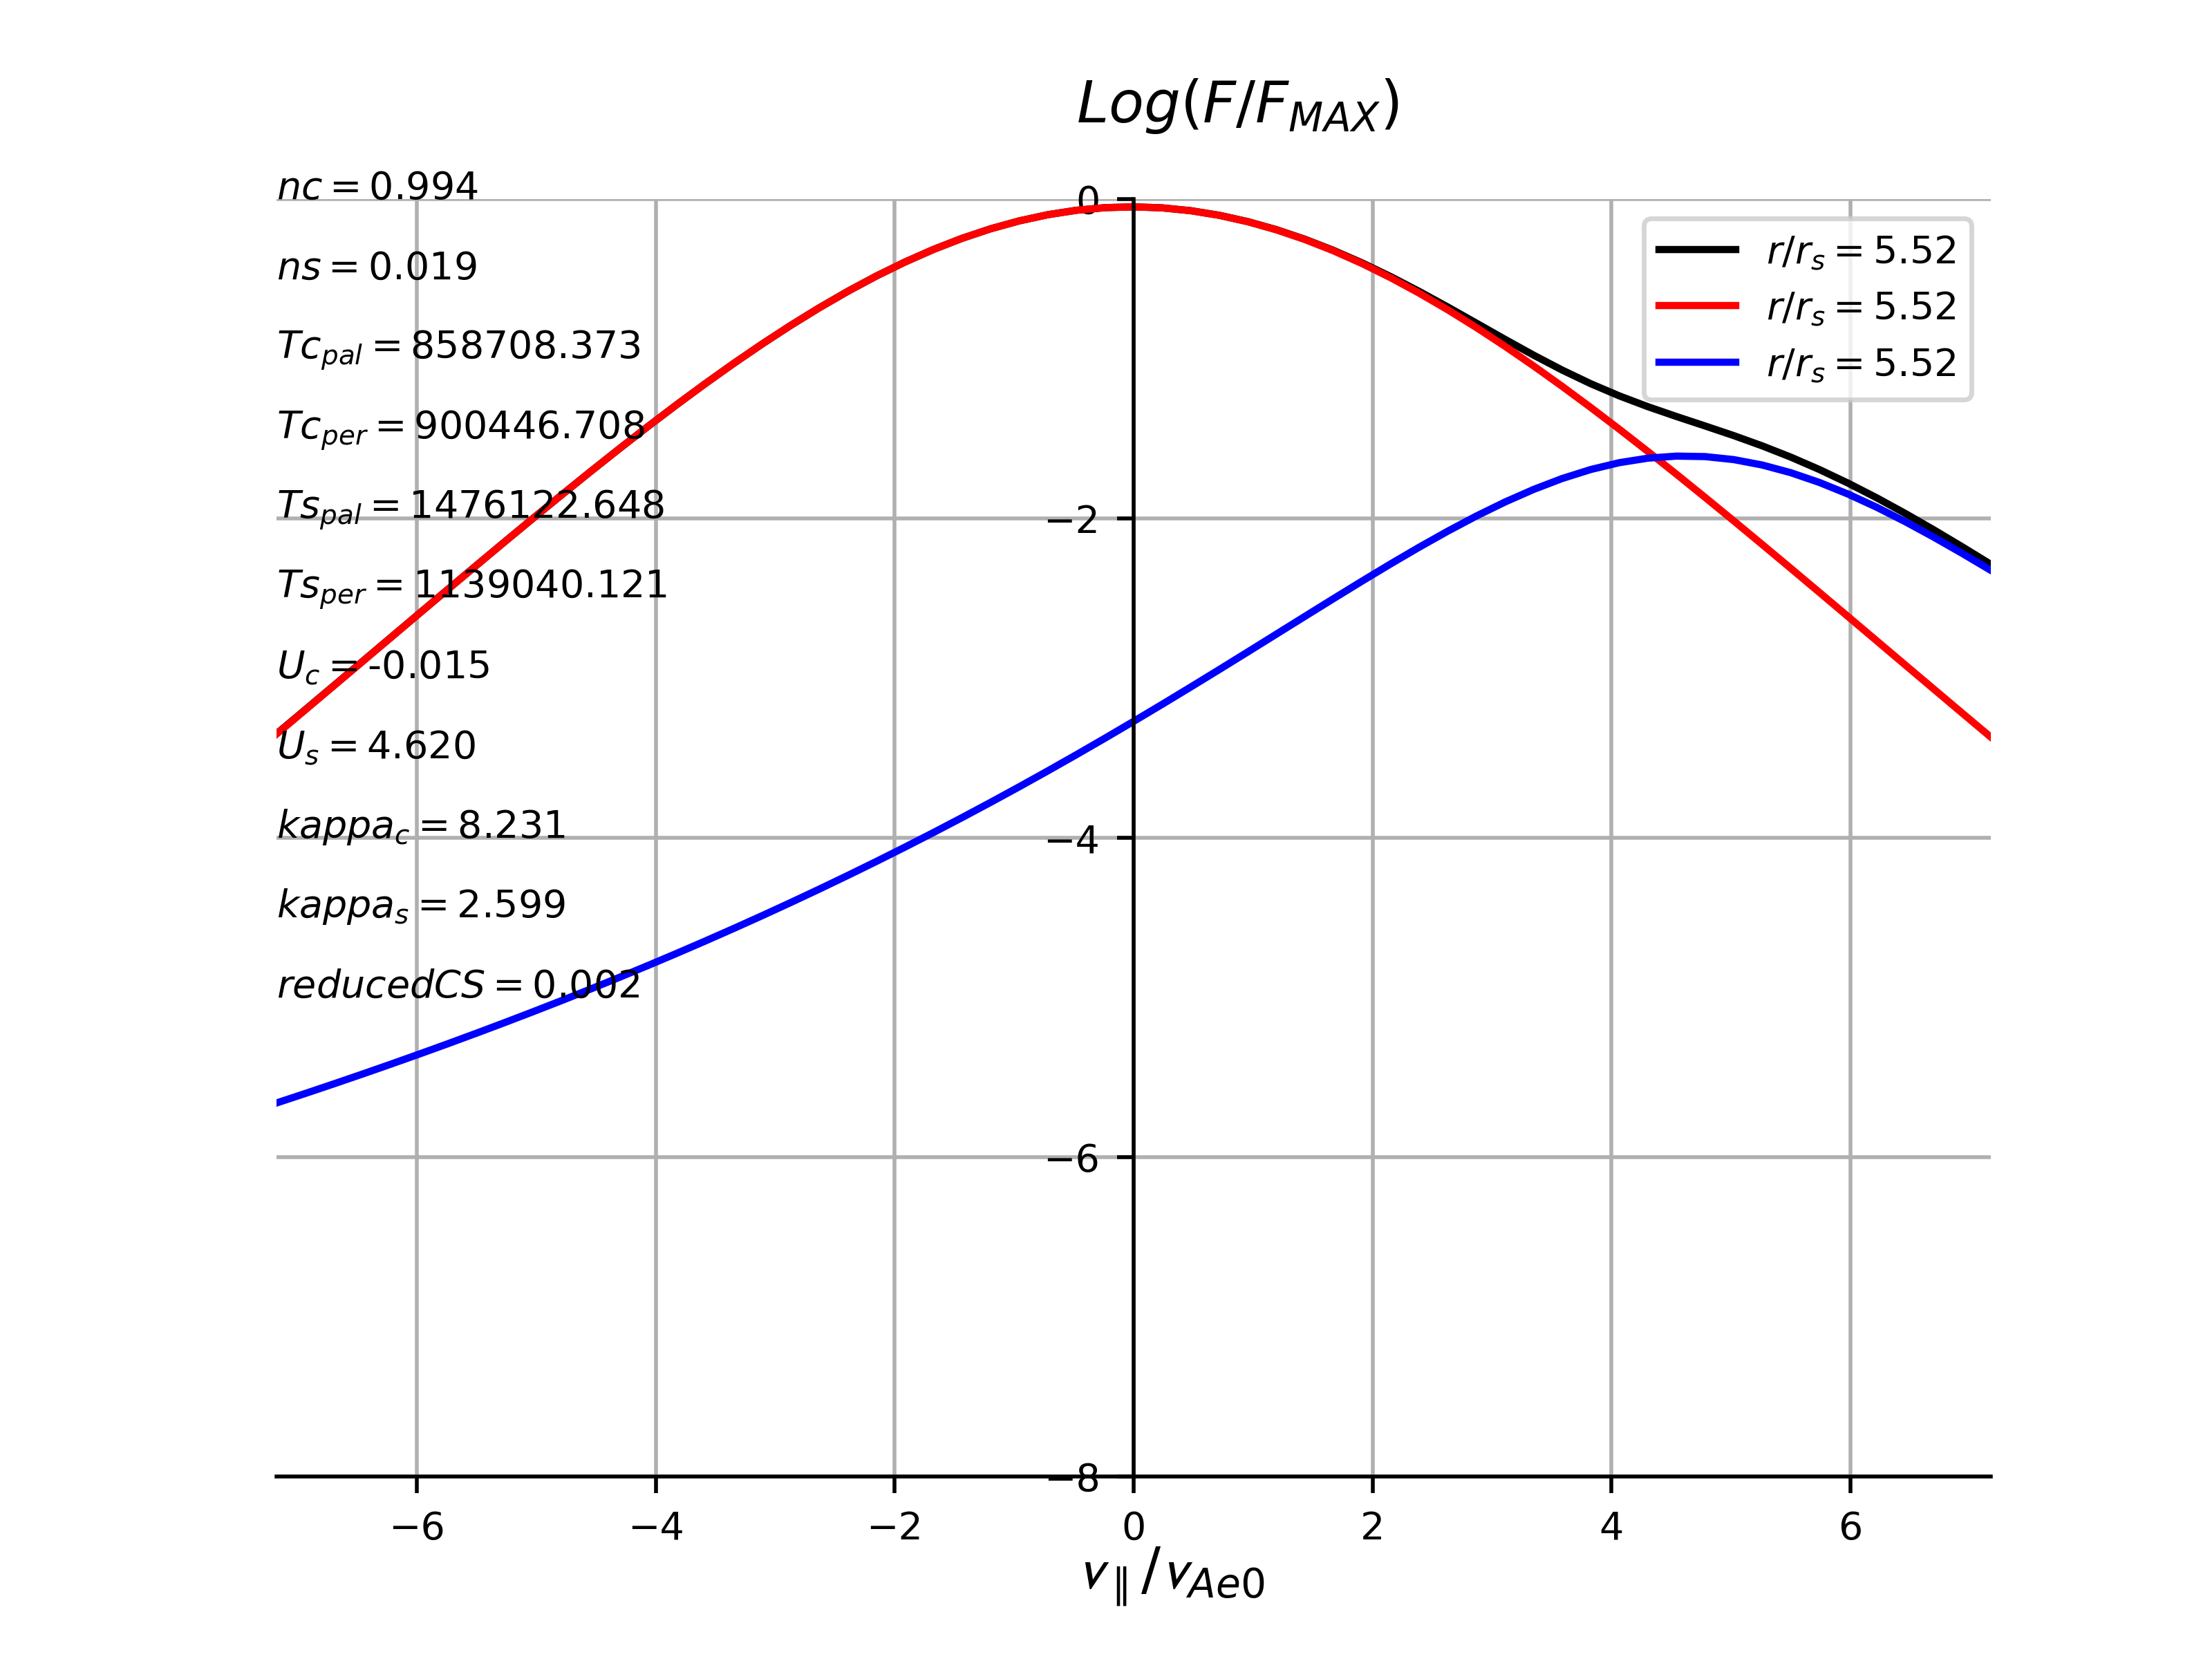 Log(F/F_MAX)
nc = 0.994
ns = 0.019
Tc_pal = 858708.373
Tc_per = 900446.708
Ts_pal = 1476122.648
Ts_per = 1139040.121
U_c = -0.015
U_s = 4.620
kappa_c = 8.231
kappa_s = 2.599
reducedCS = 0.002
r/r_s = 5.52
r/r_s = 5.52
r/r_s = 5.52
0
−2
−4
−6
−8
−6 −4 −2 0 2 4 6
v_∥/v_Ae0